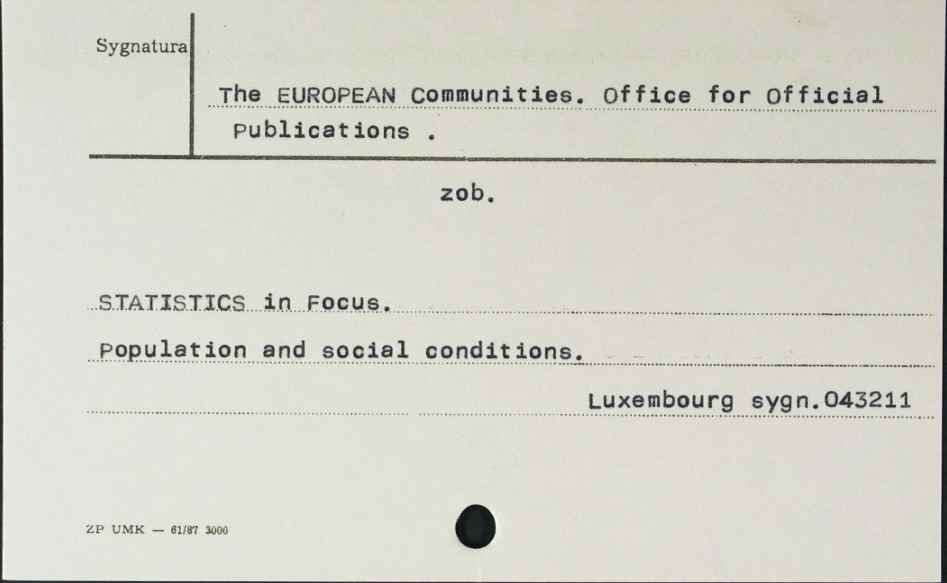 Sygnatura
The EUROPEAN Communities. Office for Official
Publications .
zob.
STATISTICS in Focus.
Population and social conditions.
Luxembourg sygn.043211
ZP UMK — 61/87 3000